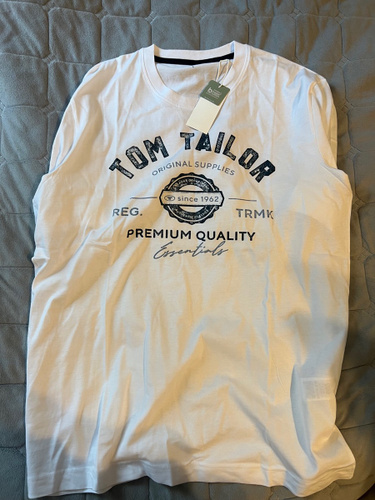 TOM TAILOR
ORIGINAL SUPPLIES
since 1962
REG. TRMK
PREMIUM QUALITY
Essentials